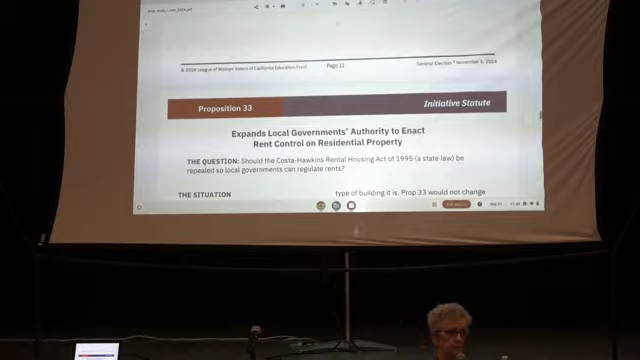 © 2024 League of Women Voters of California Education Fund Page 11 General Election * November 5, 2024
Proposition 33 Initiative Statute
Expands Local Governments' Authority to Enact
Rent Control on Residential Property
THE QUESTION: Should the Costa-Hawkins Rental Housing Act of 1995 (a state law) be
repealed so local governments can regulate rents?
THE SITUATION
type of building it is. Prop 33 would not change